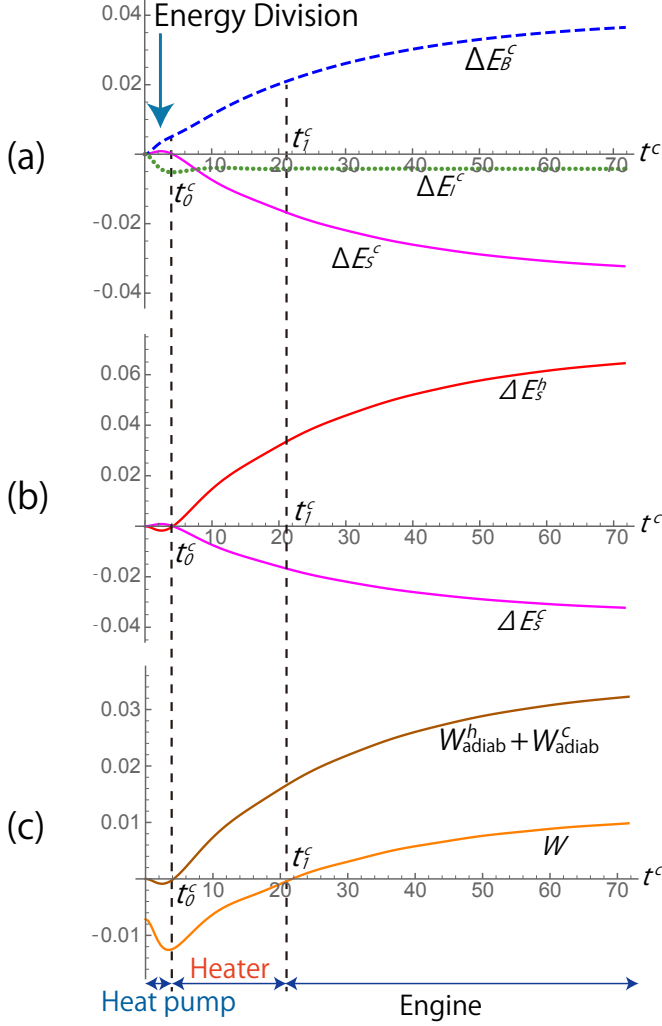 Energy Division
0.04
ΔE_B^c
0.02
(a)
t_1^c
t^c
10 20 30 40 50 60 70
t_0^c
ΔE_I^c
-0.02
ΔE_S^c
-0.04
0.06
ΔE_s^h
0.04
(b)
0.02
t_1^c
t^c
10 20 30 40 50 60 70
t_0^c
-0.02
ΔE_S^c
-0.04
0.03
W_adiab^h + W_adiab^c
0.02
(c)
0.01
t_1^c
W
t^c
t_0^c
10 20 30 40 50 60 70
-0.01
Heater
Heat pump
Engine